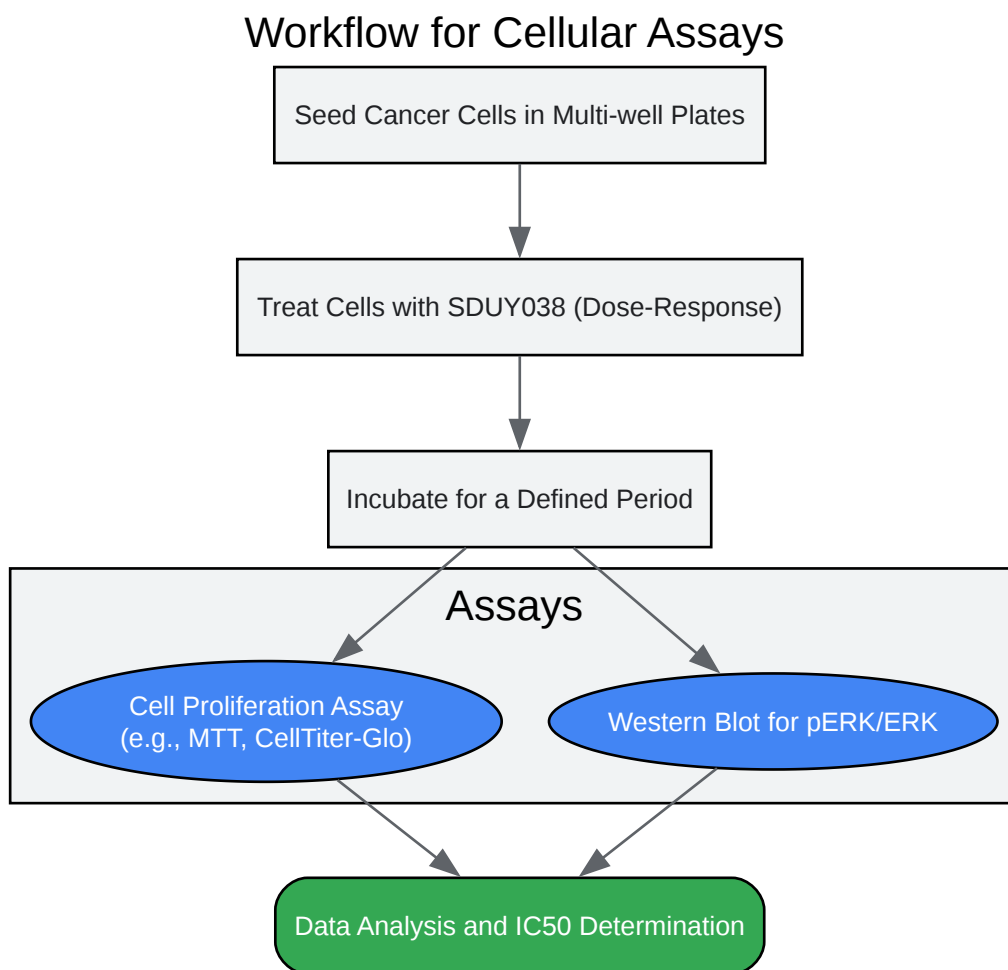 Workflow for Cellular Assays
Seed Cancer Cells in Multi-well Plates
Treat Cells with SDUY038 (Dose-Response)
Incubate for a Defined Period
Assays
Cell Proliferation Assay
(e.g., MTT, CellTiter-Glo)
Western Blot for pERK/ERK
Data Analysis and IC50 Determination